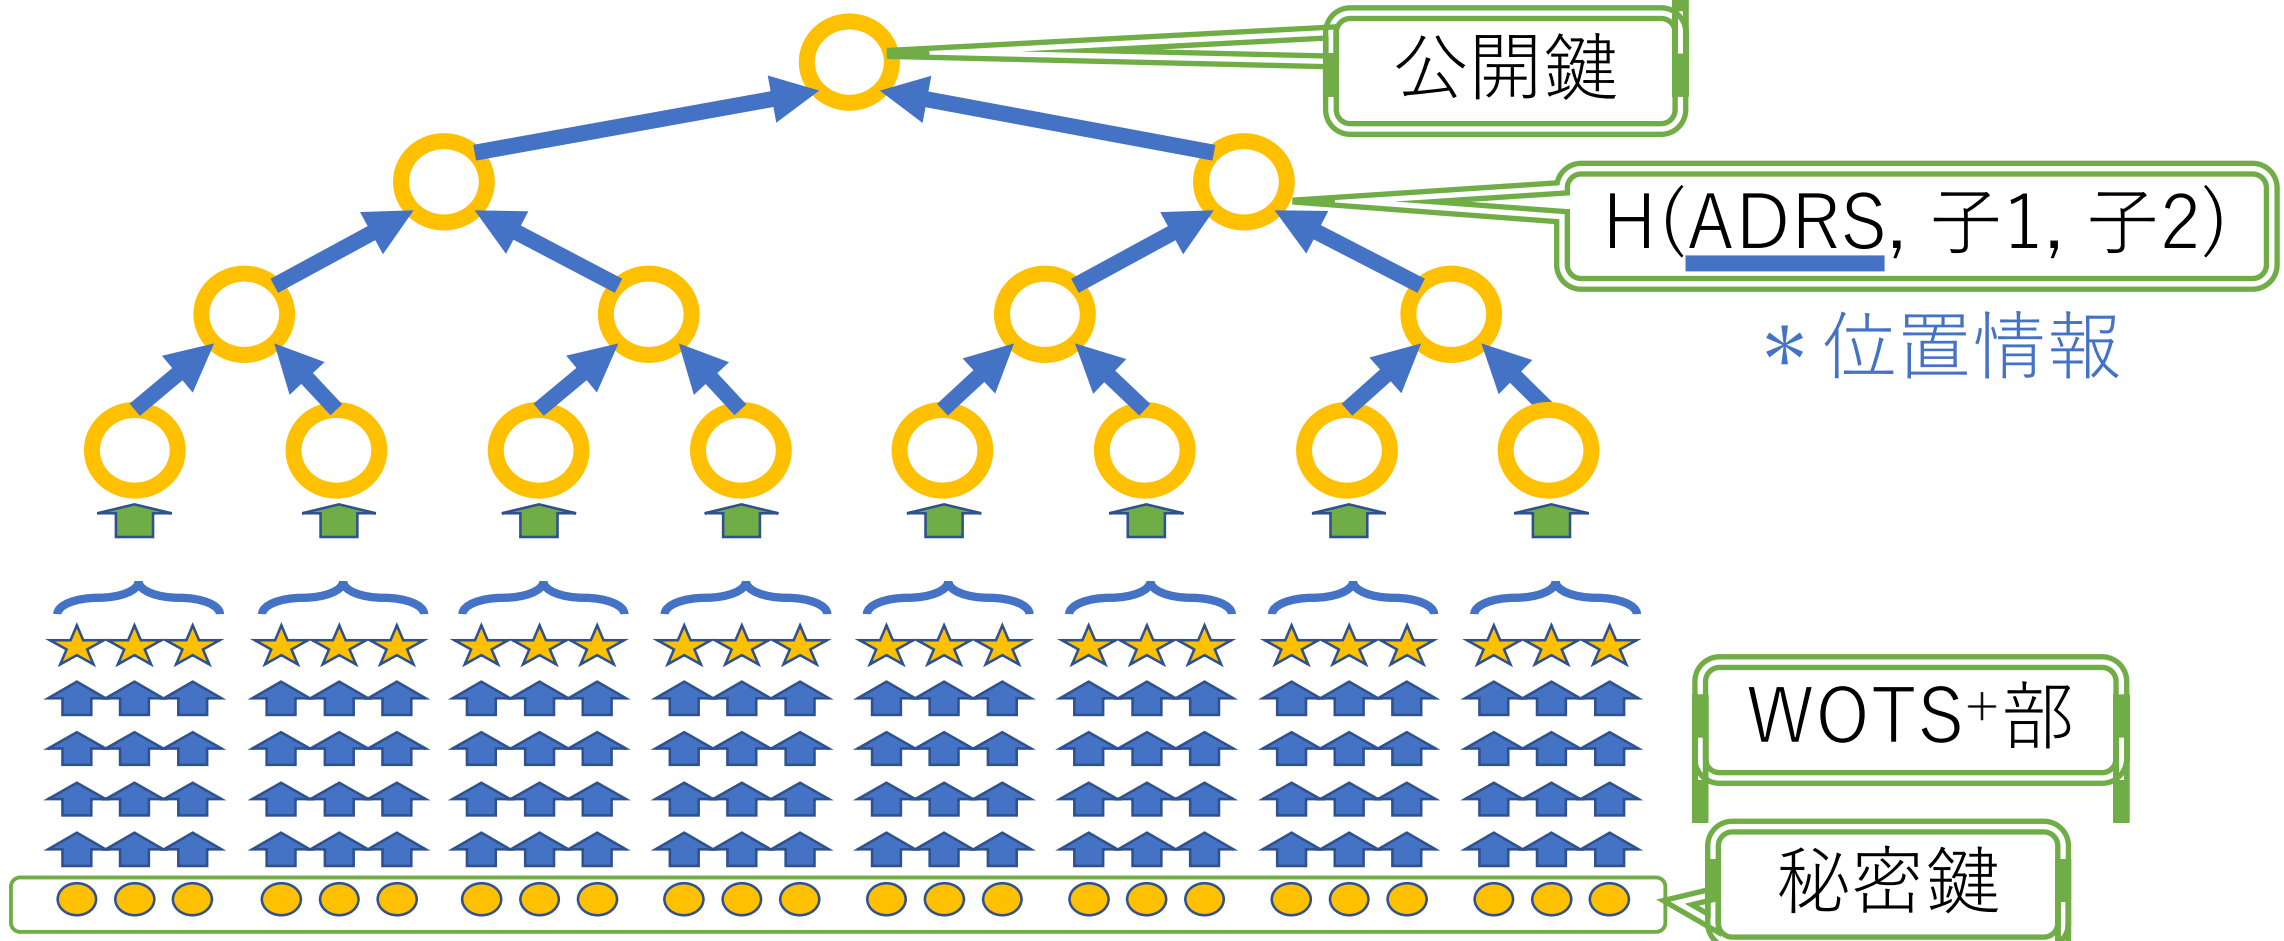 公開鍵
H(ADRS, 子1, 子2)
* 位置情報
WOTS⁺部
秘密鍵